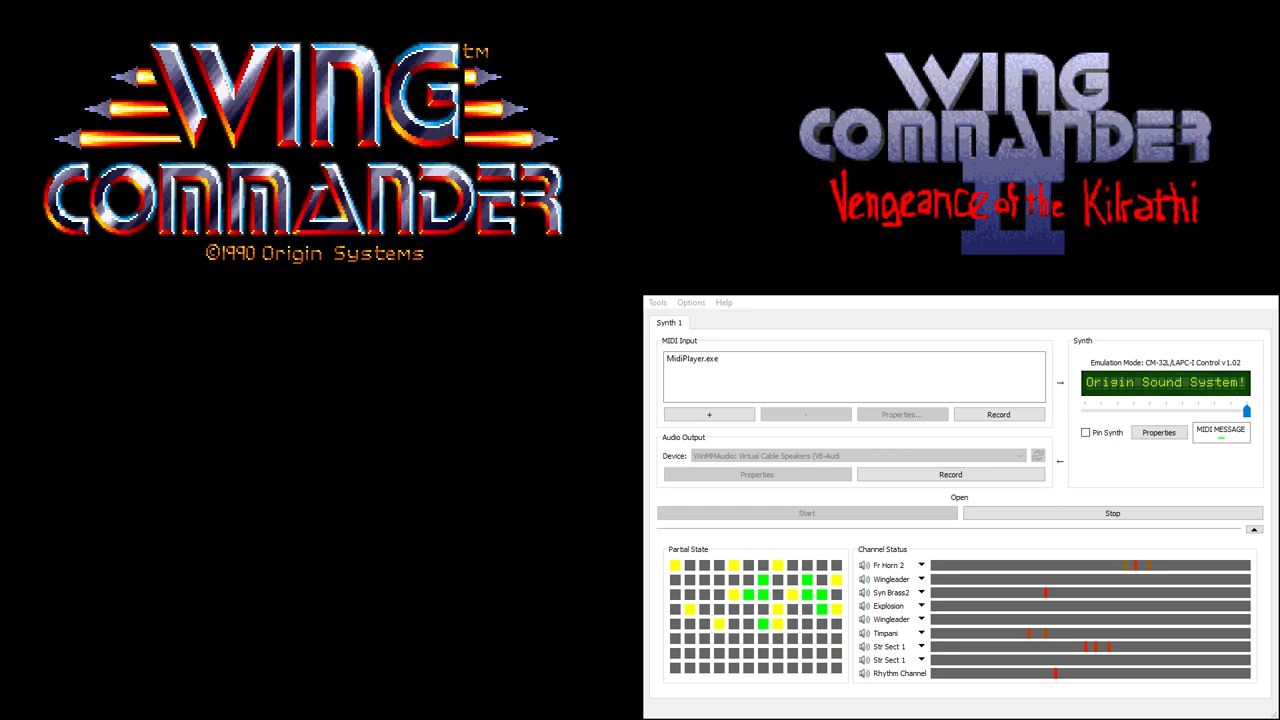 WING
TM
COMMANDER
©1990 Origin Systems
WING
COMMANDER
II
Vengeance of the Kilrathi
Tools Options Help
Synth 1
MIDI Input
MidiPlayer.exe
+ - Properties... Record
Audio Output
Device: WinMMAudio: Virtual Cable Speakers (VB-Audi
Properties Record
Synth
Emulation Mode: CM-32L/LAPC-I Control v1.02
Origin Sound System!
Pin Synth Properties MIDI MESSAGE
Open
Start Stop
Partial State
Channel Status
Fr Horn 2
Wingleader
Syn Brass2
Explosion
Wingleader
Timpani
Str Sect 1
Str Sect 1
Rhythm Channel